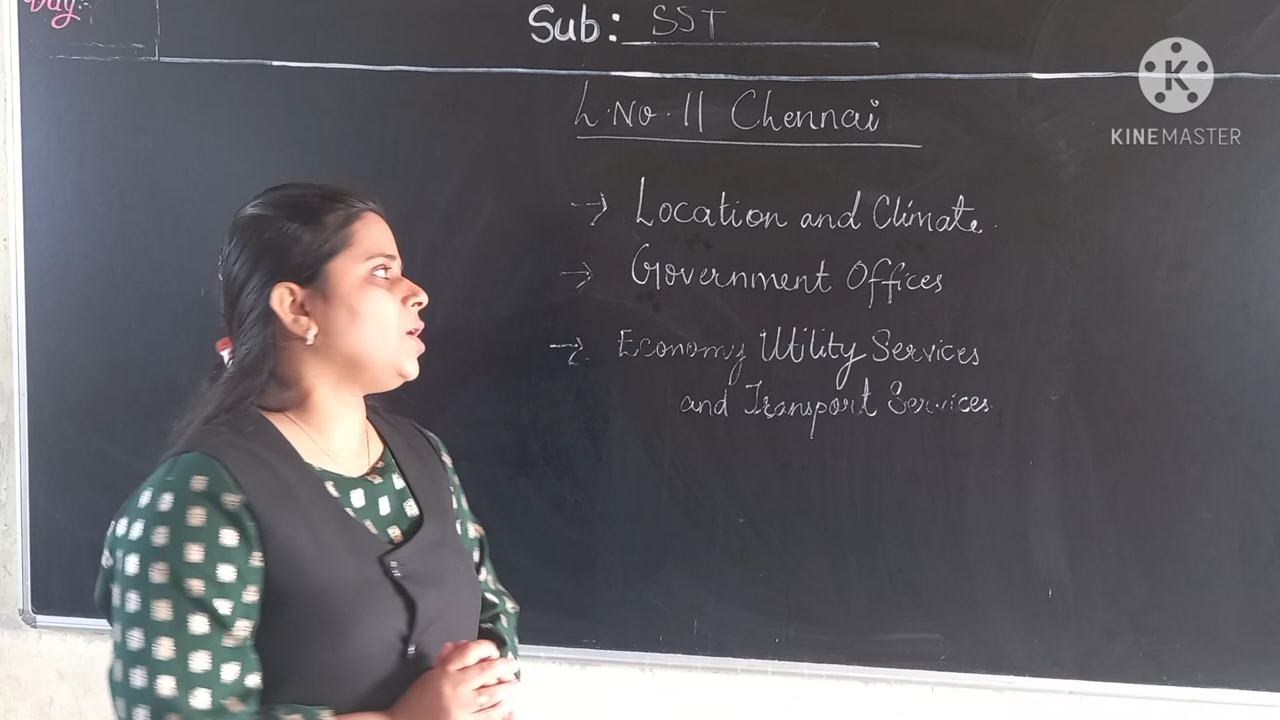 Day:
Sub: SST
L.No.11 Chennai
→ Location and Climate.
→ Government Offices
→ Economy Utility Services
and Transport Services.
K
KINEMASTER